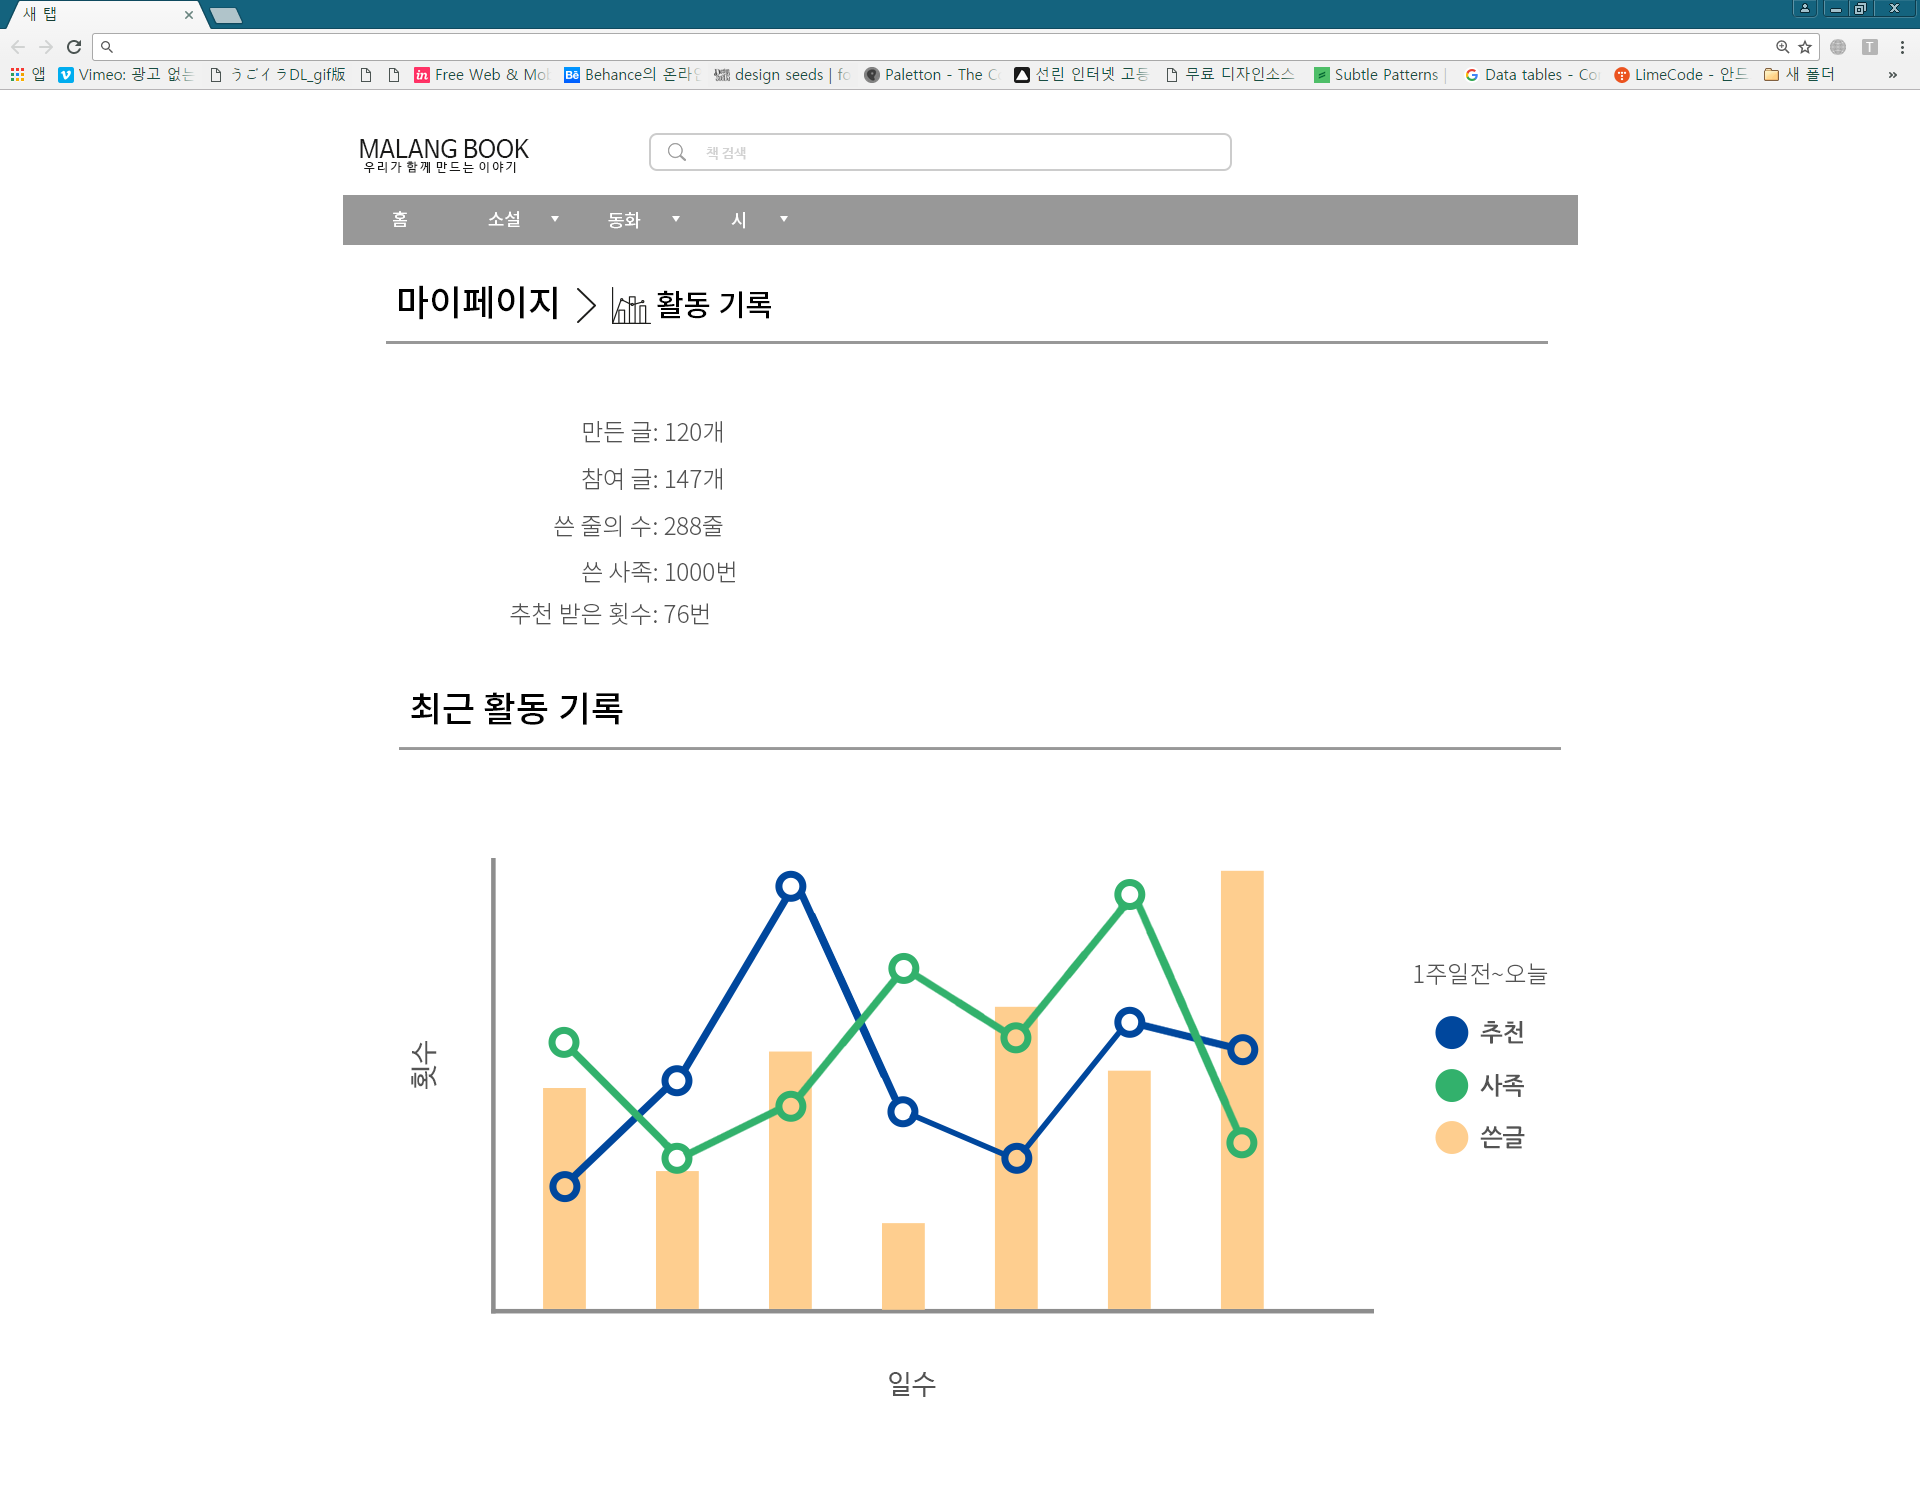 새 탭
앱 Vimeo: 광고 없는 うごイラDL_gif版 Free Web & Mob Behance의 온라인 design seeds | fo Paletton - The Co 선린 인터넷 고등 무료 디자인소스 Subtle Patterns | Data tables - Co LimeCode - 안드 새 폴더 »
MALANG BOOK
우리가 함께 만드는 이야기
책 검색
홈 소설 동화 시
마이페이지 활동 기록
만든 글: 120개
참여 글: 147개
쓴 줄의 수: 288줄
쓴 사족: 1000번
추천 받은 횟수: 76번
최근 활동 기록
횟수
1주일전~오늘
추천
사족
쓴글
일수